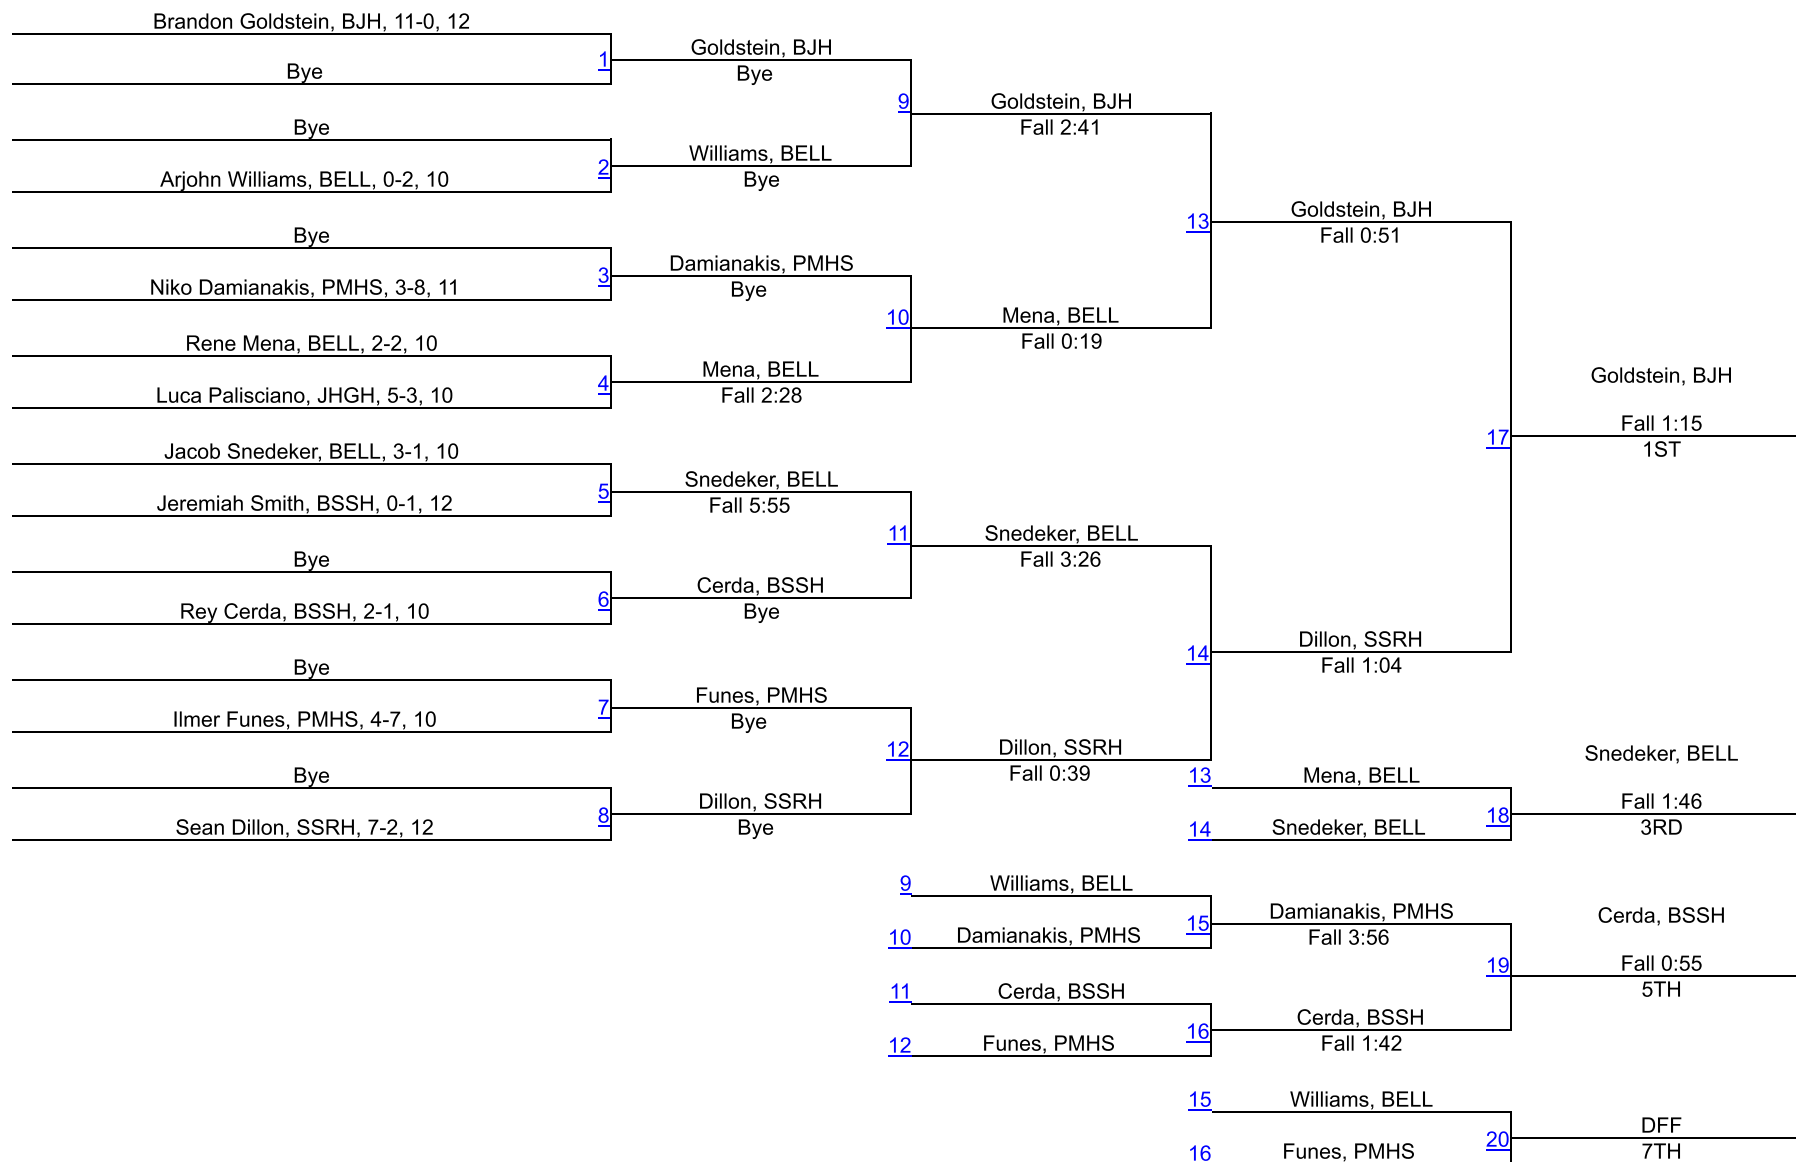 Brandon Goldstein, BJH, 11-0, 12
1
Bye
Goldstein, BJH
Bye
9
Bye
2
Arjohn Williams, BELL, 0-2, 10
Williams, BELL
Bye
Goldstein, BJH
Fall 2:41
13
Bye
3
Niko Damianakis, PMHS, 3-8, 11
Damianakis, PMHS
Bye
10
Rene Mena, BELL, 2-2, 10
4
Luca Palisciano, JHGH, 5-3, 10
Mena, BELL
Fall 2:28
Mena, BELL
Fall 0:19
Goldstein, BJH
Fall 0:51
17
Jacob Snedeker, BELL, 3-1, 10
5
Jeremiah Smith, BSSH, 0-1, 12
Snedeker, BELL
Fall 5:55
11
Bye
6
Rey Cerda, BSSH, 2-1, 10
Cerda, BSSH
Bye
Snedeker, BELL
Fall 3:26
14
Bye
7
Ilmer Funes, PMHS, 4-7, 10
Funes, PMHS
Bye
12
Bye
8
Sean Dillon, SSRH, 7-2, 12
Dillon, SSRH
Bye
Dillon, SSRH
Fall 0:39
Dillon, SSRH
Fall 1:04
Goldstein, BJH
Fall 1:15
1ST
13
Mena, BELL
14
Snedeker, BELL
18
Snedeker, BELL
Fall 1:46
3RD
9
Williams, BELL
10
Damianakis, PMHS
15
Damianakis, PMHS
Fall 3:56
11
Cerda, BSSH
12
Funes, PMHS
16
Cerda, BSSH
Fall 1:42
19
Cerda, BSSH
Fall 0:55
5TH
15
Williams, BELL
16
Funes, PMHS
20
DFF
7TH